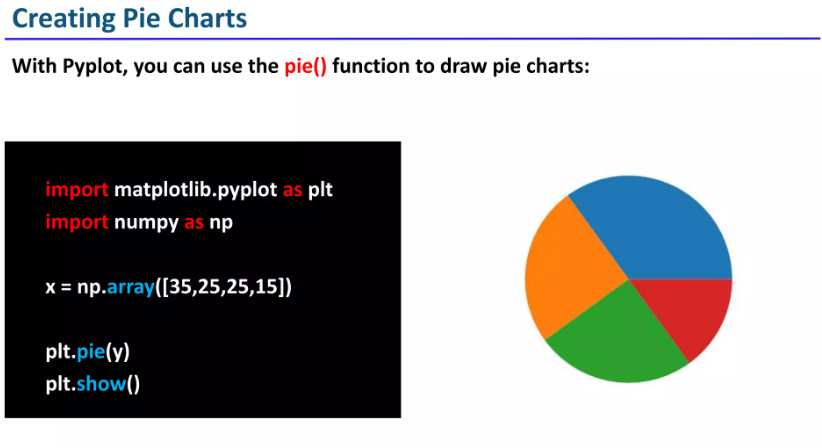 Creating Pie Charts
With Pyplot, you can use the pie() function to draw pie charts:
import matplotlib.pyplot as plt
import numpy as np
x = np.array([35,25,25,15])
plt.pie(y)
plt.show()